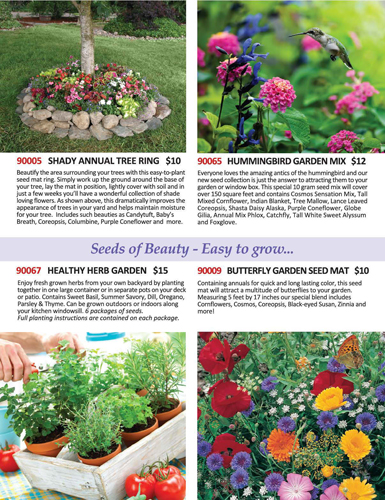 90005 SHADY ANNUAL TREE RING $10
Beautify the area surrounding your trees with this easy-to-plant
seed mat ring. Simply work up the ground around the base of
your tree, lay the mat in position, lightly cover with soil and in
just a few weeks you'll have a wonderful collection of shade
loving flowers. As shown above, this dramatically improves the
appearance of trees in your yard and helps maintain moisture
for your tree. Includes such beauties as Candytuft, Baby's
Breath, Coreopsis, Columbine, Purple Coneflower and more.
90065 HUMMINGBIRD GARDEN MIX $12
Everyone loves the amazing antics of the hummingbird and our
new seed collection is just the answer to attracting them to your
garden or window box. This special 10 gram seed mix will cover
over 150 square feet and contains Cosmos Sensation Mix, Tall
Red Mixture, Indian Blanket, Tree Mallow, Lance Leaved
Coreopsis, Shasta Daisy Alaska, Purple Coneflower, Globe
Gilia, Annual Mix Phlox, Catchfly, Tall White Sweet Alyssum
and Foxglove.
Seeds of Beauty - Easy to grow...
90067 HEALTHY HERB GARDEN $15
Enjoy fresh grown herbs from your own backyard by planting
together in one large container or in separate pots on your deck
or patio. Contains Sweet Basil, Summer Savory, Dill, Oregano,
Parsley & Thyme. Can be grown outdoors or indoors along
your kitchen windowsill. 6 packages of seeds.
Full planting instructions are contained on each package.
90009 BUTTERFLY GARDEN SEED MAT $10
Containing annuals for quick and long lasting color, this seed
mat will attract a multitude of butterflies to your garden.
Measuring 5 feet by 17 inches our special blend includes
Cornflowers, Cosmos, Coreopsis, Black-eyed Susan, Zinnia and
more!